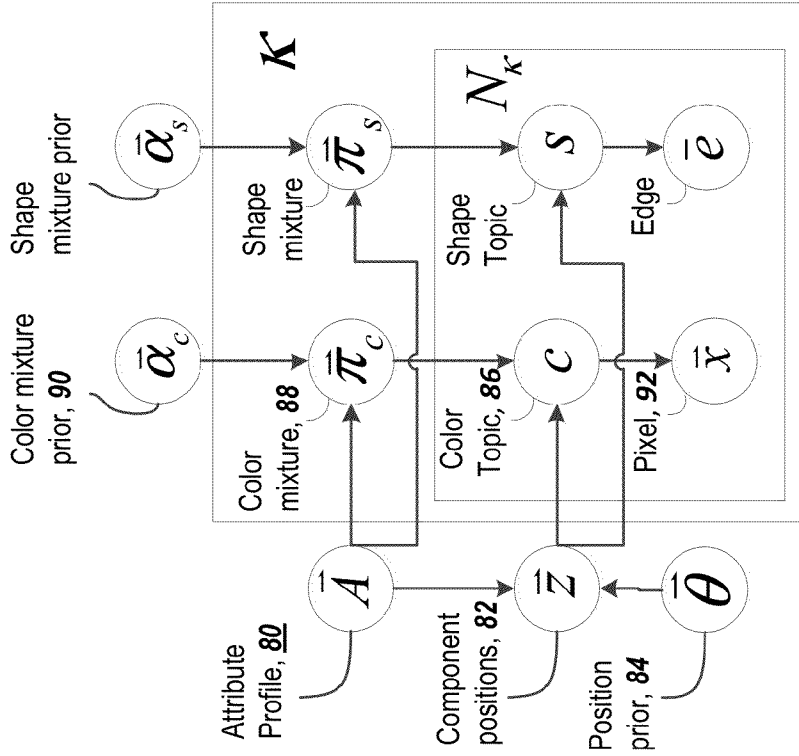 Color mixture
prior, 90
Shape
mixture prior
α⃗c
α⃗s
K
Attribute
Profile, 80
Color
mixture, 88
Shape
mixture
A⃗
π⃗c
π⃗s
Nκ
Component
positions, 82
Color
Topic, 86
Shape
Topic
z⃗
c
s
Position
prior, 84
Pixel, 92
Edge
θ⃗
x⃗
e⃗